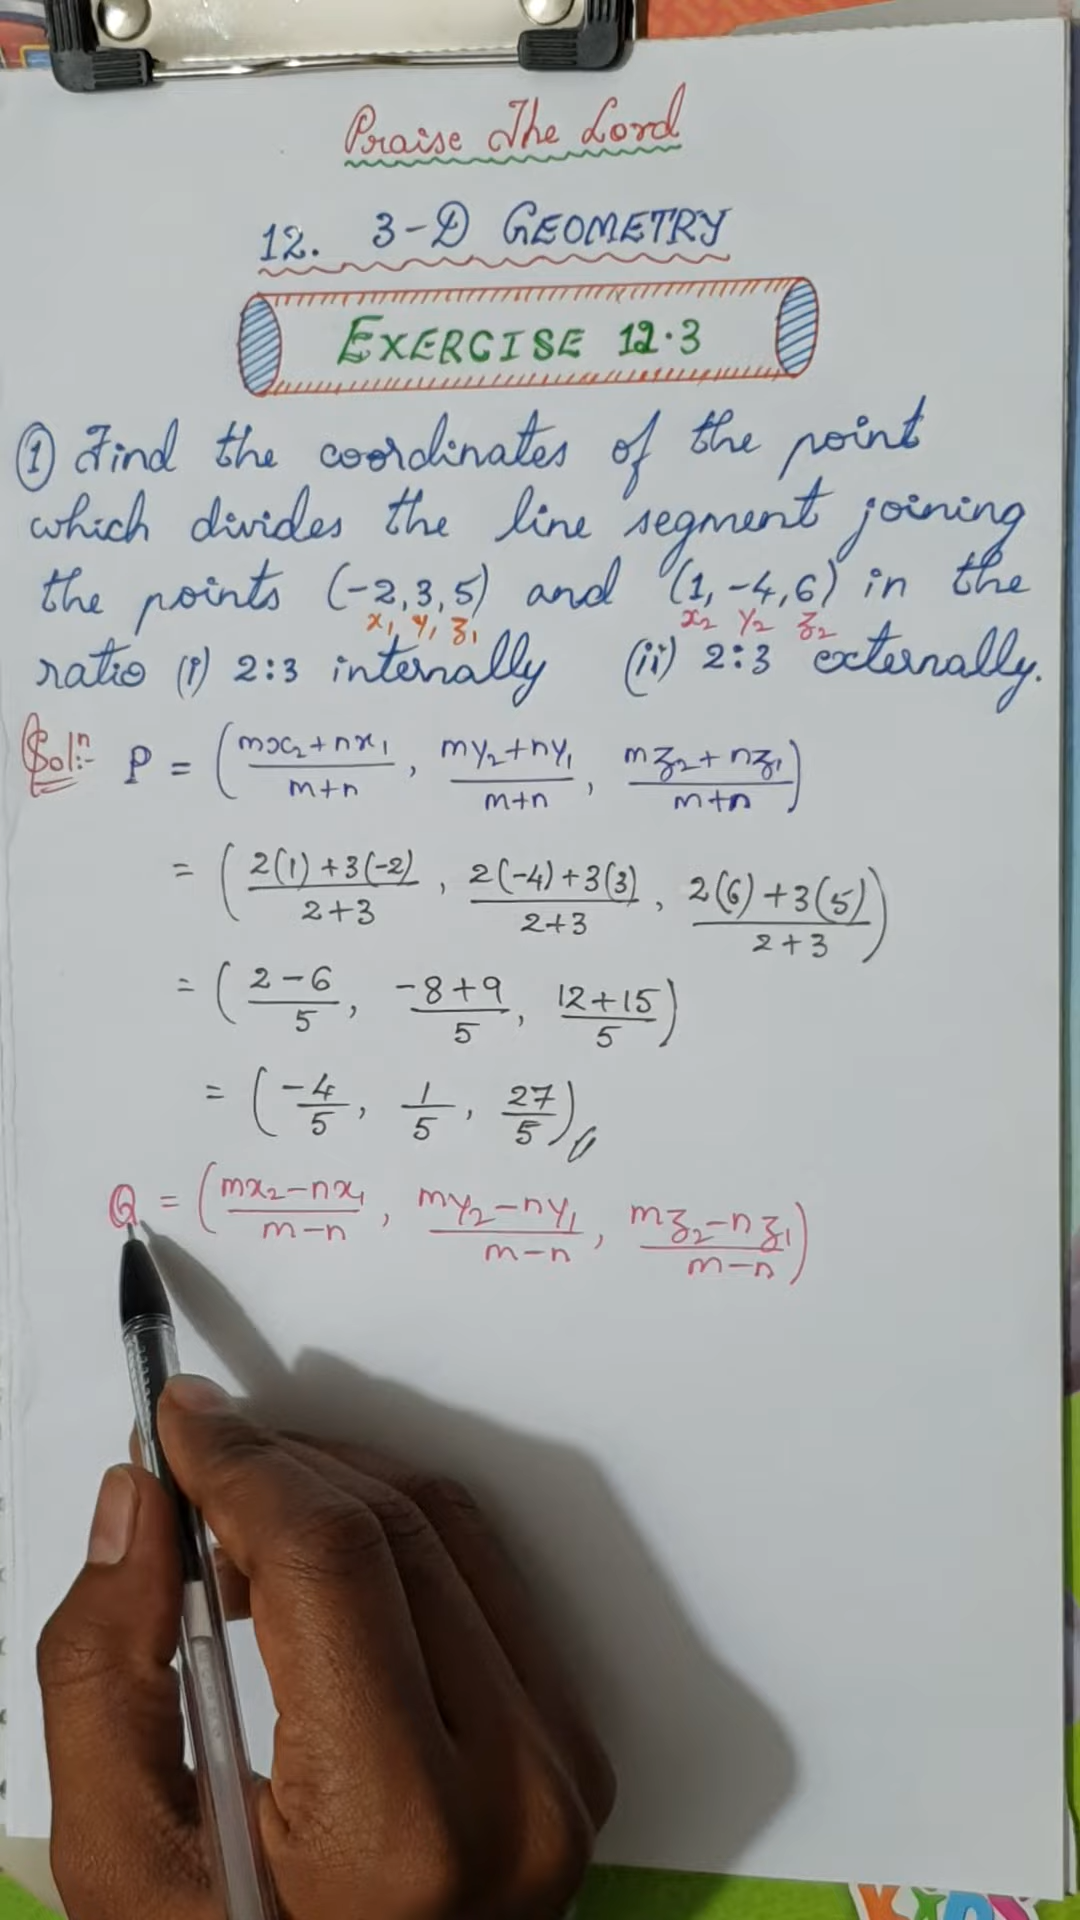 Praise The Lord
12. 3-D GEOMETRY
EXERCISE 12.3
① Find the coordinates of the point
which divides the line segment joining
the points (-2,3,5) and (1,-4,6) in the
x₁ y₁ z₁ x₂ y₂ z₂
ratio (i) 2:3 internally (ii) 2:3 externally.
Solⁿ:- P = (mx₂+nx₁/m+n, my₂+ny₁/m+n, mz₂+nz₁/m+n)
= (2(1)+3(-2)/2+3, 2(-4)+3(3)/2+3, 2(6)+3(5)/2+3)
= (2-6/5, -8+9/5, 12+15/5)
= (-4/5, 1/5, 27/5)
Q = (mx₂-nx₁/m-n, my₂-ny₁/m-n, mz₂-nz₁/m-n)